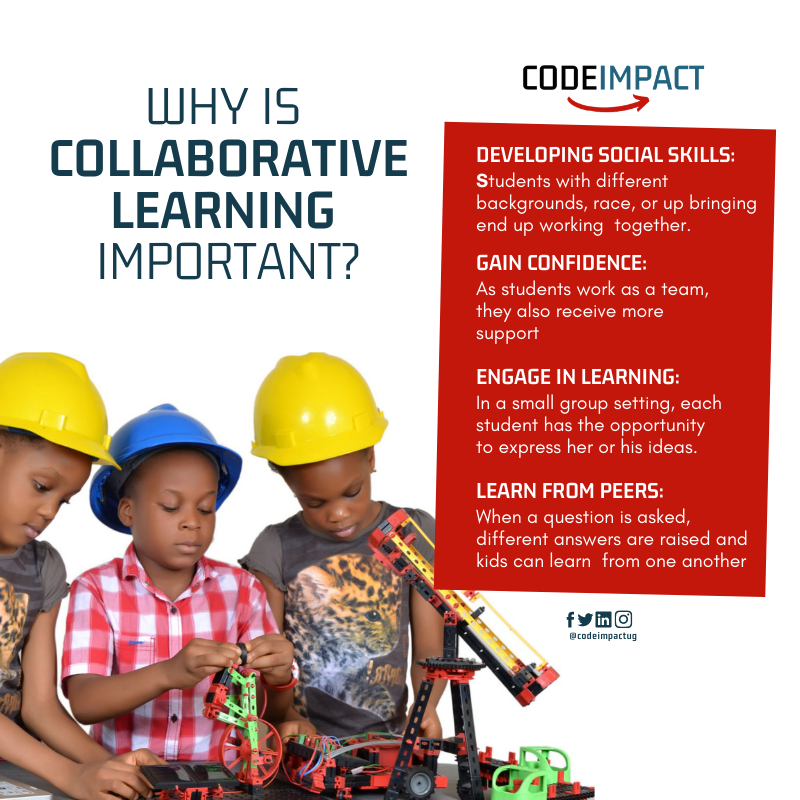 WHY IS
COLLABORATIVE
LEARNING
IMPORTANT?
CODEIMPACT
DEVELOPING SOCIAL SKILLS:
Students with different
backgrounds, race, or up bringing
end up working together.
GAIN CONFIDENCE:
As students work as a team,
they also receive more
support
ENGAGE IN LEARNING:
In a small group setting, each
student has the opportunity
to express her or his ideas.
LEARN FROM PEERS:
When a question is asked,
different answers are raised and
kids can learn from one another
@codeimpactug